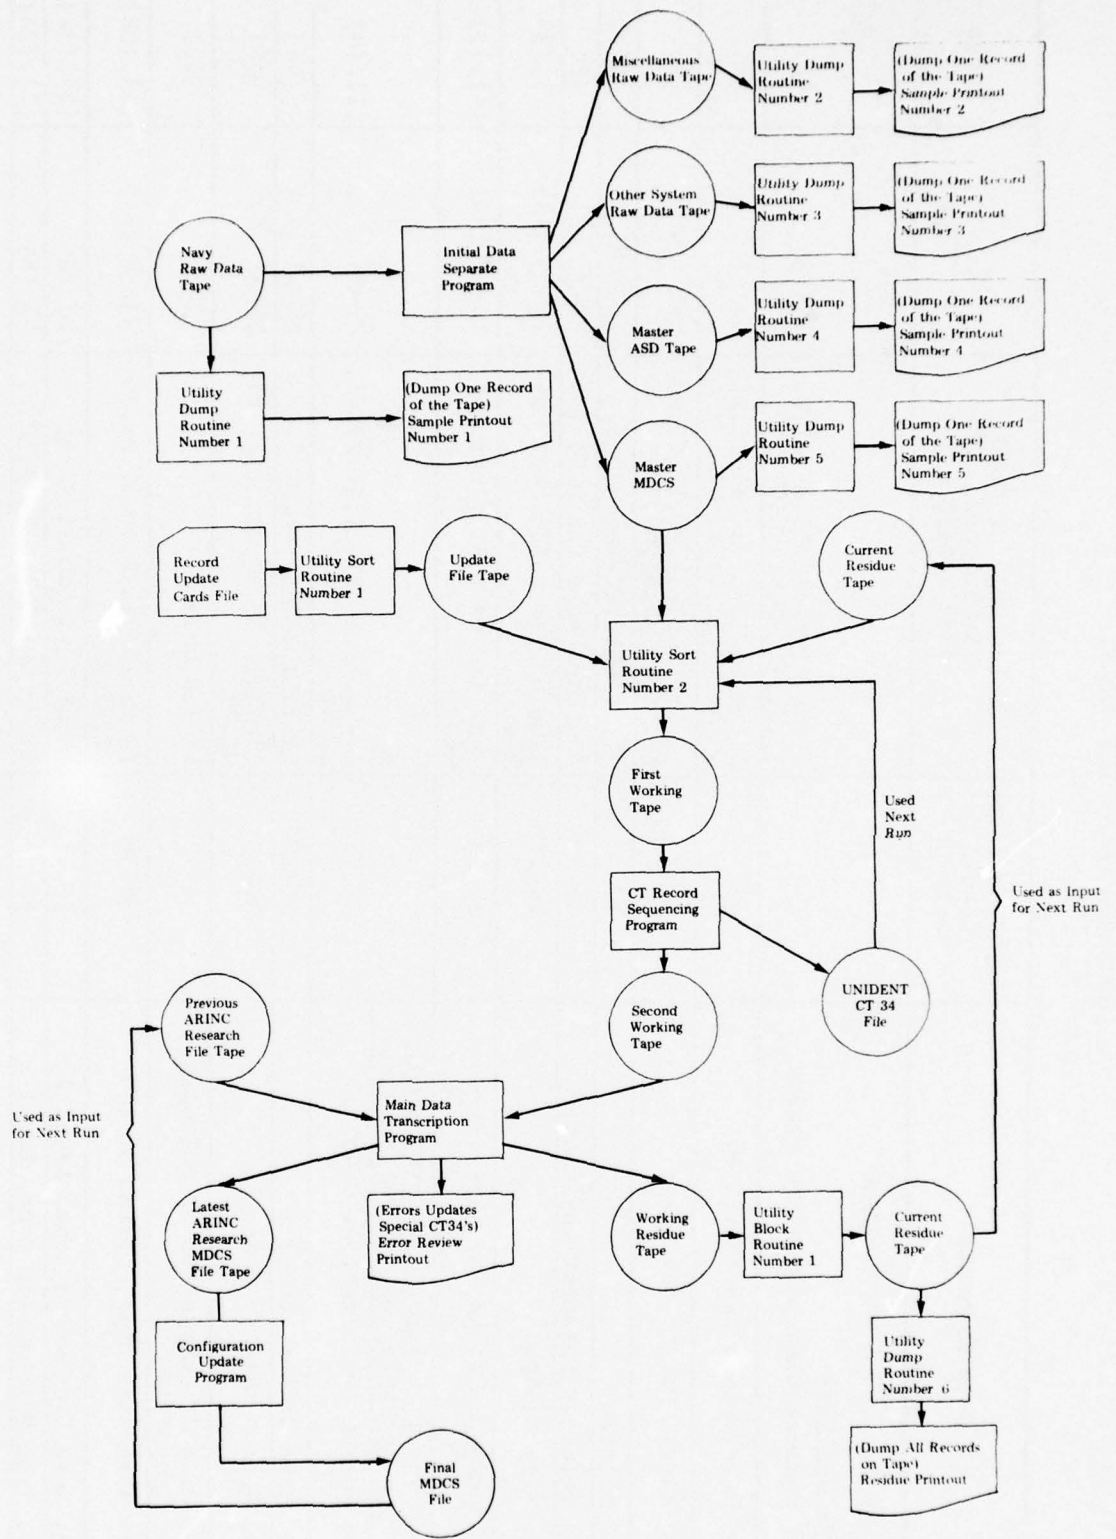 Miscellaneous
Raw Data Tape
Utility Dump
Routine
Number 2
(Dump One Record
of the Tape)
Sample Printout
Number 2
Other System
Raw Data Tape
Utility Dump
Routine
Number 3
(Dump One Record
of the Tape)
Sample Printout
Number 3
Navy
Raw Data
Tape
Initial Data
Separate
Program
Master
ASD Tape
Utility Dump
Routine
Number 4
(Dump One Record
of the Tape)
Sample Printout
Number 4
Utility
Dump
Routine
Number 1
(Dump One Record
of the Tape)
Sample Printout
Number 1
Master
MDCS
Utility Dump
Routine
Number 5
(Dump One Record
of the Tape)
Sample Printout
Number 5
Record
Update
Cards File
Utility Sort
Routine
Number 1
Update
File Tape
Current
Residue
Tape
Utility Sort
Routine
Number 2
First
Working
Tape
Used
Next
Run
CT Record
Sequencing
Program
Used as Input
for Next Run
UNIDENT
CT 34
File
Previous
ARINC
Research
File Tape
Second
Working
Tape
Used as Input
for Next Run
Main Data
Transcription
Program
Latest
ARINC
Research
MDCS
File Tape
(Errors Updates
Special CT34's)
Error Review
Printout
Working
Residue
Tape
Utility
Block
Routine
Number 1
Current
Residue
Tape
Configuration
Update
Program
Utility
Dump
Routine
Number 6
Final
MDCS
File
(Dump All Records
on Tape)
Residue Printout